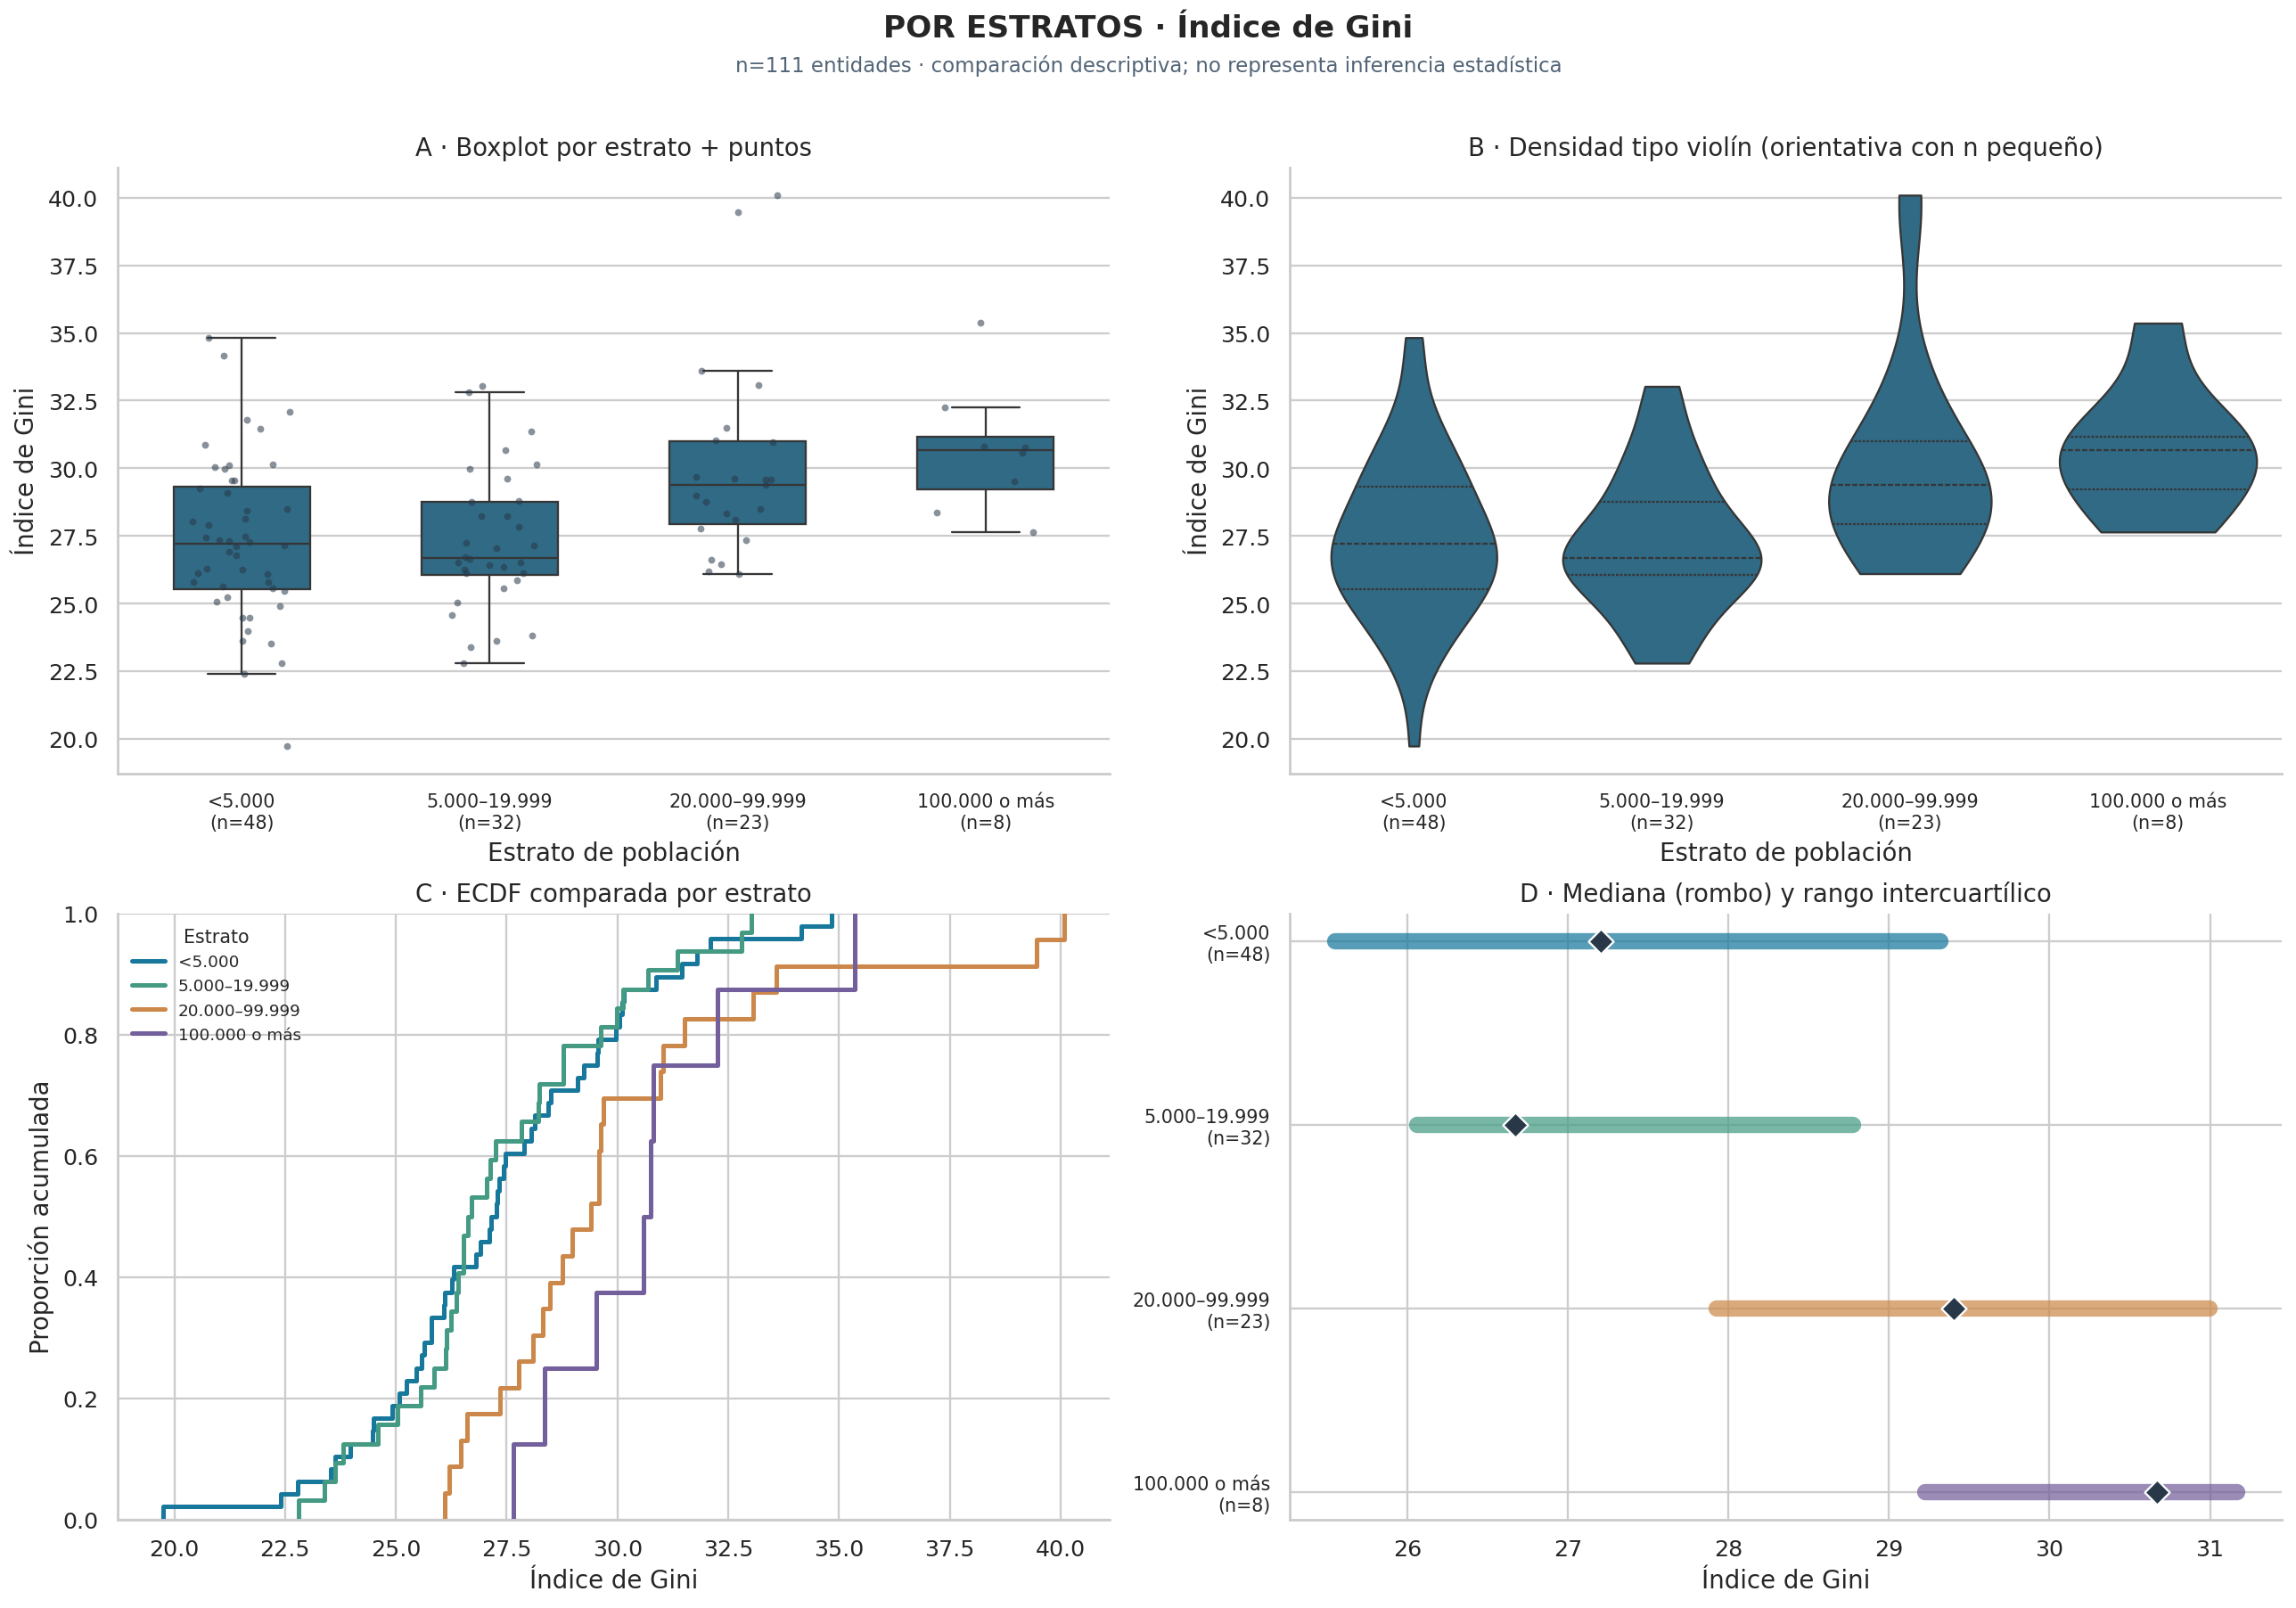 POR ESTRATOS · Índice de Gini
n=111 entidades · comparación descriptiva; no representa inferencia estadística
A · Boxplot por estrato + puntos
Índice de Gini
40.0
37.5
35.0
32.5
30.0
27.5
25.0
22.5
20.0
<5.000
(n=48)
5.000–19.999
(n=32)
20.000–99.999
(n=23)
100.000 o más
(n=8)
Estrato de población
B · Densidad tipo violín (orientativa con n pequeño)
Índice de Gini
40.0
37.5
35.0
32.5
30.0
27.5
25.0
22.5
20.0
<5.000
(n=48)
5.000–19.999
(n=32)
20.000–99.999
(n=23)
100.000 o más
(n=8)
Estrato de población
C · ECDF comparada por estrato
Proporción acumulada
1.0
0.8
0.6
0.4
0.2
0.0
Estrato
<5.000
5.000–19.999
20.000–99.999
100.000 o más
20.0 22.5 25.0 27.5 30.0 32.5 35.0 37.5 40.0
Índice de Gini
D · Mediana (rombo) y rango intercuartílico
<5.000
(n=48)
5.000–19.999
(n=32)
20.000–99.999
(n=23)
100.000 o más
(n=8)
26 27 28 29 30 31
Índice de Gini